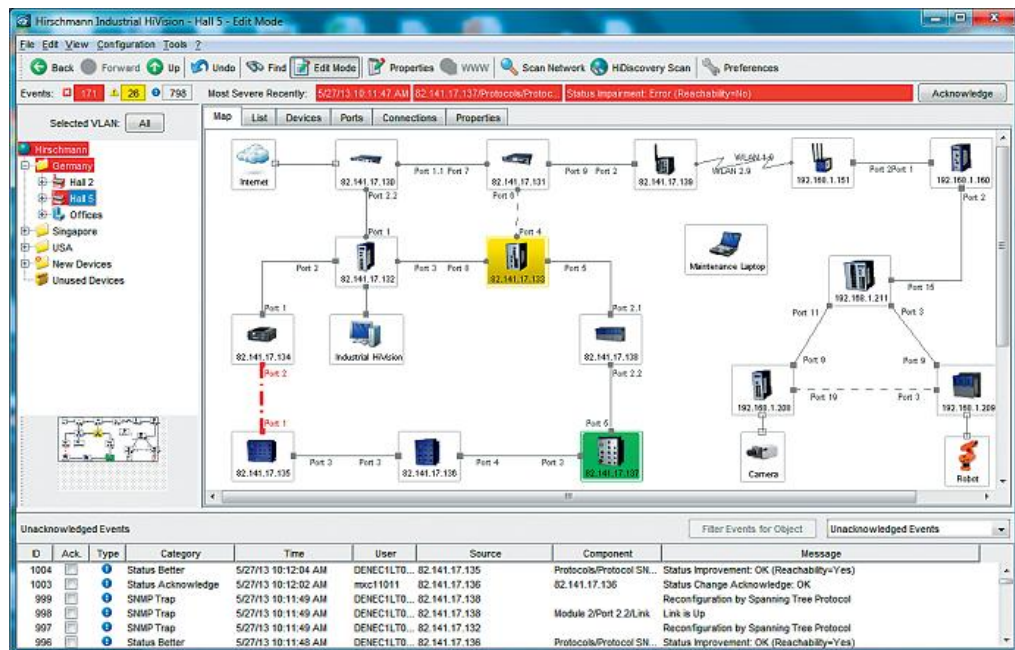 Hirschmann Industrial HiVision - Hall 5 - Edit Mode
File Edit View Configuration Tools ?
Back Forward Up Undo Find Edit Mode Properties WWW Scan Network HiDiscovery Scan Preferences
Events: 171 26 798 Most Severe Recently: 5/27/13 10:11:47 AM 82.141.17.137/Protocols/Protoc... Status Impairment: Error (Reachability=No) Acknowledge
Selected VLAN: All
Map List Devices Ports Connections Properties
Hirschmann
Germany
Hall 2
Hall 5
Offices
Singapore
USA
New Devices
Unused Devices
Internet
82.141.17.130
Port 1.1 Port 7
82.141.17.131
Port 9 Port 2
82.141.17.139
WLAN 1.9
WLAN 2.9
192.168.1.151
Port 2 Port 1
192.168.1.160
Port 2.2
Port 6
Port 2
Port 1
Port 4
Port 2
82.141.17.132
Port 3 Port 8
82.141.17.133
Port 5
Maintenance Laptop
192.168.1.211
Port 15
Port 1
Port 2.1
Port 11
Port 3
82.141.17.134
Industrial HiVision
82.141.17.138
Port 2
Port 2.2
Port 9
Port 9
192.168.1.208
Port 19
Port 3
192.168.1.209
Port 1
Port 5
82.141.17.135
Port 3 Port 3
82.141.17.136
Port 4 Port 3
82.141.17.137
Camera
Robot
Unacknowledged Events
Filter Events for Object Unacknowledged Events
ID Ack. Type Category Time User Source Component Message
1004 Status Better 5/27/13 10:12:04 AM DENEC1LT0... 82.141.17.135 Protocols/Protocol SN... Status Improvement: OK (Reachability=Yes)
1003 Status Acknowledge 5/27/13 10:12:02 AM mxc11011 82.141.17.136 82.141.17.136 Status Change Acknowledge: OK
999 SNMP Trap 5/27/13 10:11:49 AM DENEC1LT0... 82.141.17.138 Reconfiguration by Spanning Tree Protocol
998 SNMP Trap 5/27/13 10:11:49 AM DENEC1LT0... 82.141.17.138 Module 2/Port 2.2/Link Link is Up
997 SNMP Trap 5/27/13 10:11:49 AM DENEC1LT0... 82.141.17.132 Reconfiguration by Spanning Tree Protocol
996 Status Better 5/27/13 10:11:48 AM DENEC1LT0... 82.141.17.136 Protocols/Protocol SN... Status Improvement: OK (Reachability=Yes)